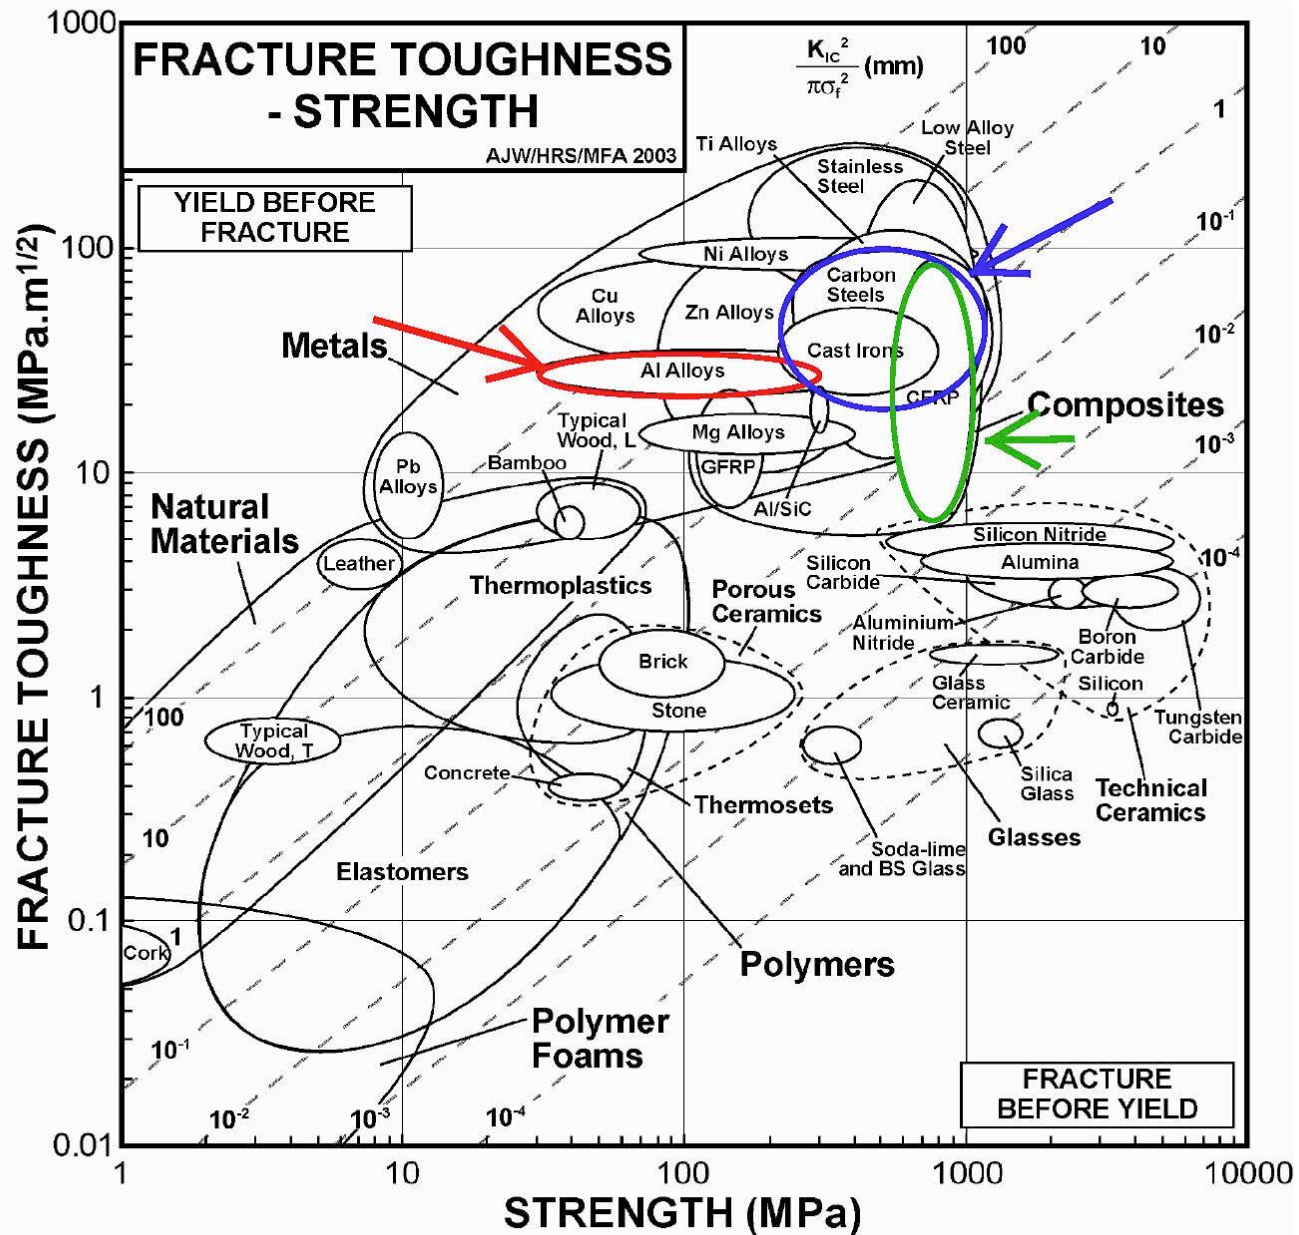 1000
FRACTURE TOUGHNESS
- STRENGTH
AJW/HRS/MFA 2003
K_IC^2
πσ_f^2
(mm)
100
10
1
10^-1
10^-2
10^-3
10^-4
YIELD BEFORE
FRACTURE
Ti Alloys
Low Alloy
Steel
Stainless
Steel
100
Ni Alloys
Carbon
Steels
Cu
Alloys
Zn Alloys
Metals
Cast Irons
Al Alloys
CFRP
Composites
Typical
Wood, L
Mg Alloys
Bamboo
Pb
Alloys
GFRP
10
Al/SiC
Natural
Materials
Leather
Thermoplastics
Silicon Nitride
Alumina
Silicon
Carbide
Porous
Ceramics
Aluminium
Nitride
Boron
Carbide
Brick
Glass
Ceramic
Silicon
Stone
1
100
Typical
Wood, T
Tungsten
Carbide
Concrete
Silica
Glass
Technical
Ceramics
Thermosets
Glasses
10
Soda-lime
and BS Glass
Elastomers
0.1
1
Cork
Polymers
Polymer
Foams
10^-1
10^-2
10^-3
10^-4
FRACTURE
BEFORE YIELD
0.01
1
10
100
1000
10000
STRENGTH (MPa)
FRACTURE TOUGHNESS (MPa.m^1/2)